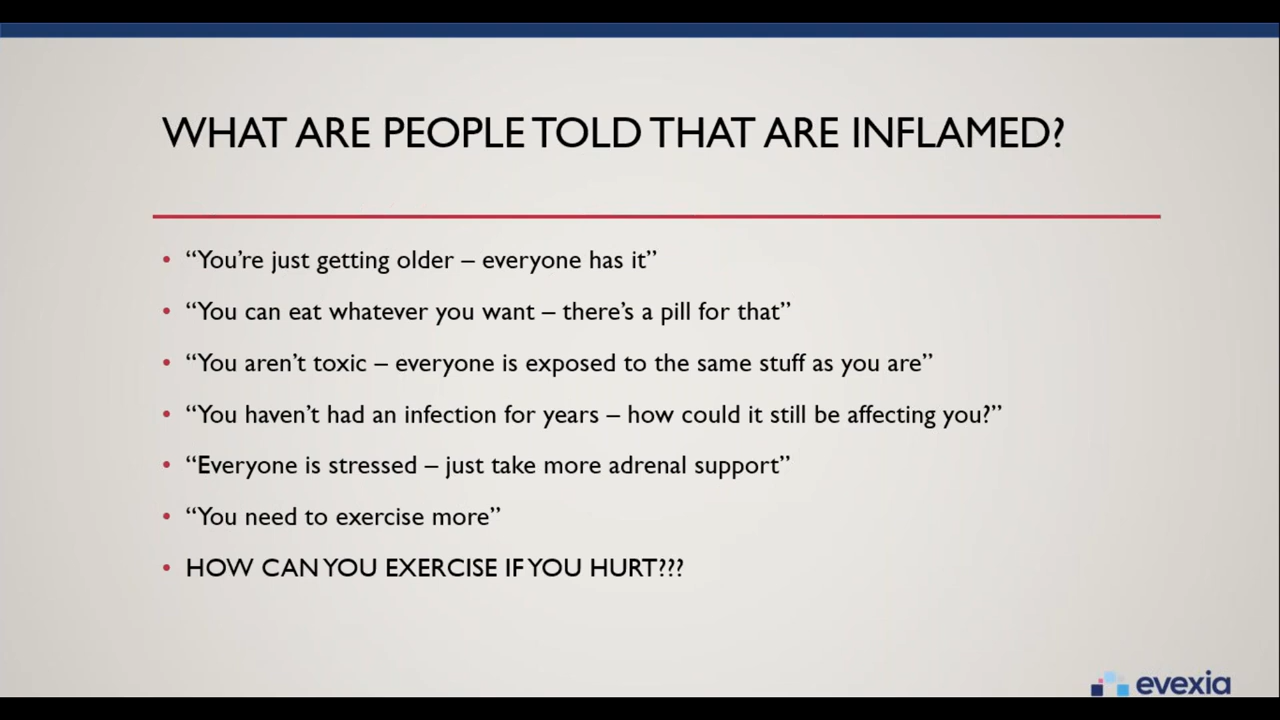 WHAT ARE PEOPLE TOLD THAT ARE INFLAMED?
• “You’re just getting older – everyone has it”
• “You can eat whatever you want – there’s a pill for that”
• “You aren’t toxic – everyone is exposed to the same stuff as you are”
• “You haven’t had an infection for years – how could it still be affecting you?”
• “Everyone is stressed – just take more adrenal support”
• “You need to exercise more”
• HOW CAN YOU EXERCISE IF YOU HURT???
evexia